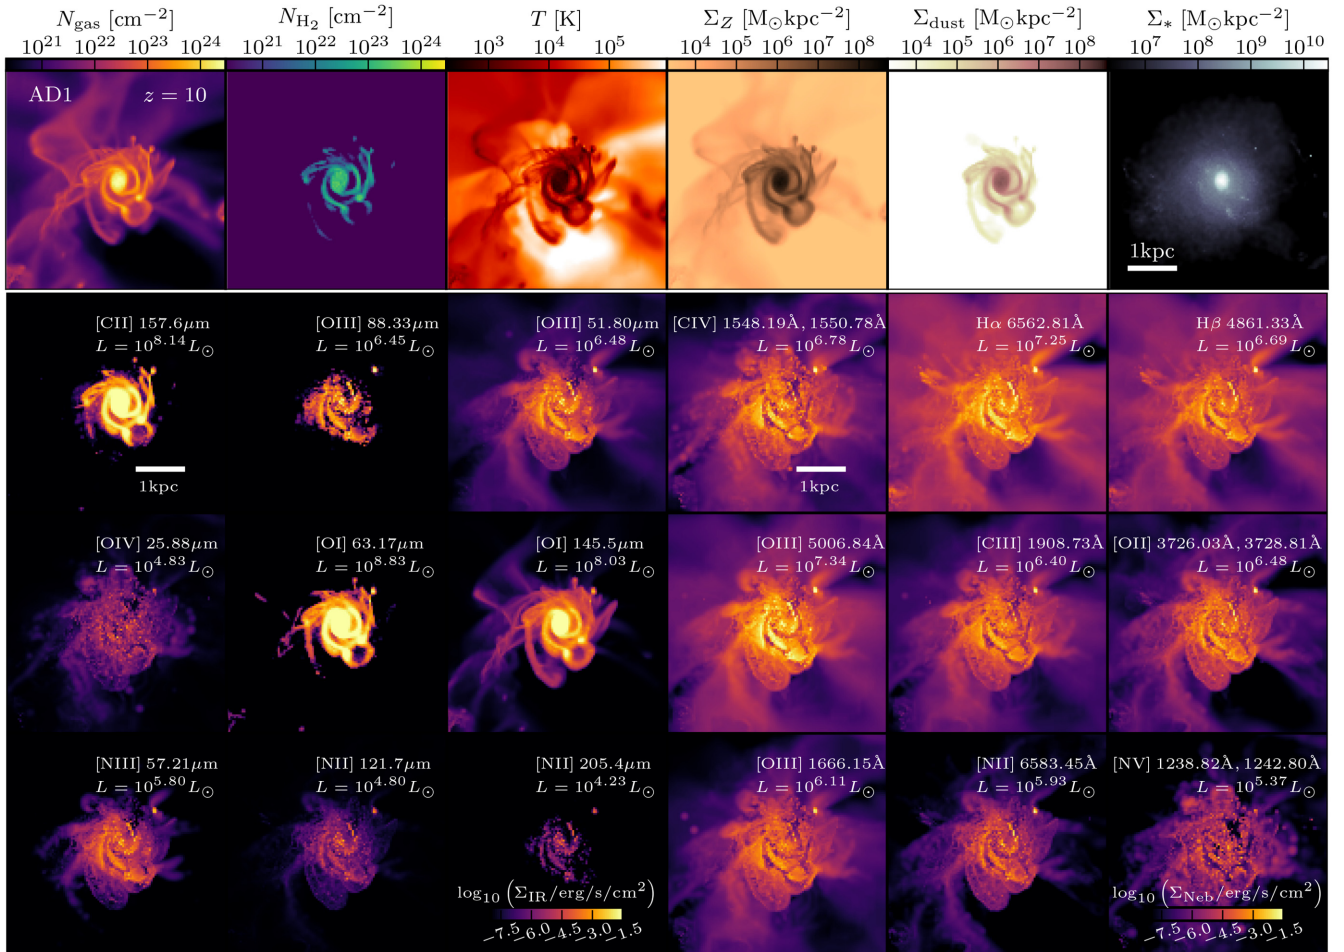 N_gas [cm−2] N_H2 [cm−2] T [K] Σ_Z [M⊙kpc−2] Σ_dust [M⊙kpc−2] Σ_* [M⊙kpc−2]
10^21 10^22 10^23 10^24 10^21 10^22 10^23 10^24 10^3 10^4 10^5 10^4 10^5 10^6 10^7 10^8 10^4 10^5 10^6 10^7 10^8 10^7 10^8 10^9 10^10
AD1 z = 10
1kpc
[CII] 157.6μm [OIII] 88.33μm [OIII] 51.80μm [CIV] 1548.19Å, 1550.78Å Hα 6562.81Å Hβ 4861.33Å
L = 10^8.14 L⊙ L = 10^6.45 L⊙ L = 10^6.48 L⊙ L = 10^6.78 L⊙ L = 10^7.25 L⊙ L = 10^6.69 L⊙
1kpc 1kpc
[OIV] 25.88μm [OI] 63.17μm [OI] 145.5μm [OIII] 5006.84Å [CIII] 1908.73Å [OII] 3726.03Å, 3728.81Å
L = 10^4.83 L⊙ L = 10^8.83 L⊙ L = 10^8.03 L⊙ L = 10^7.34 L⊙ L = 10^6.40 L⊙ L = 10^6.48 L⊙
[NIII] 57.21μm [NII] 121.7μm [NII] 205.4μm [OIII] 1666.15Å [NII] 6583.45Å [NV] 1238.82Å, 1242.80Å
L = 10^5.80 L⊙ L = 10^4.80 L⊙ L = 10^4.23 L⊙ L = 10^6.11 L⊙ L = 10^5.93 L⊙ L = 10^5.37 L⊙
log10 (Σ_IR/erg/s/cm^2) log10 (Σ_Neb/erg/s/cm^2)
−7.5 −6.0 −4.5 −3.0 −1.5 −7.5 −6.0 −4.5 −3.0 −1.5